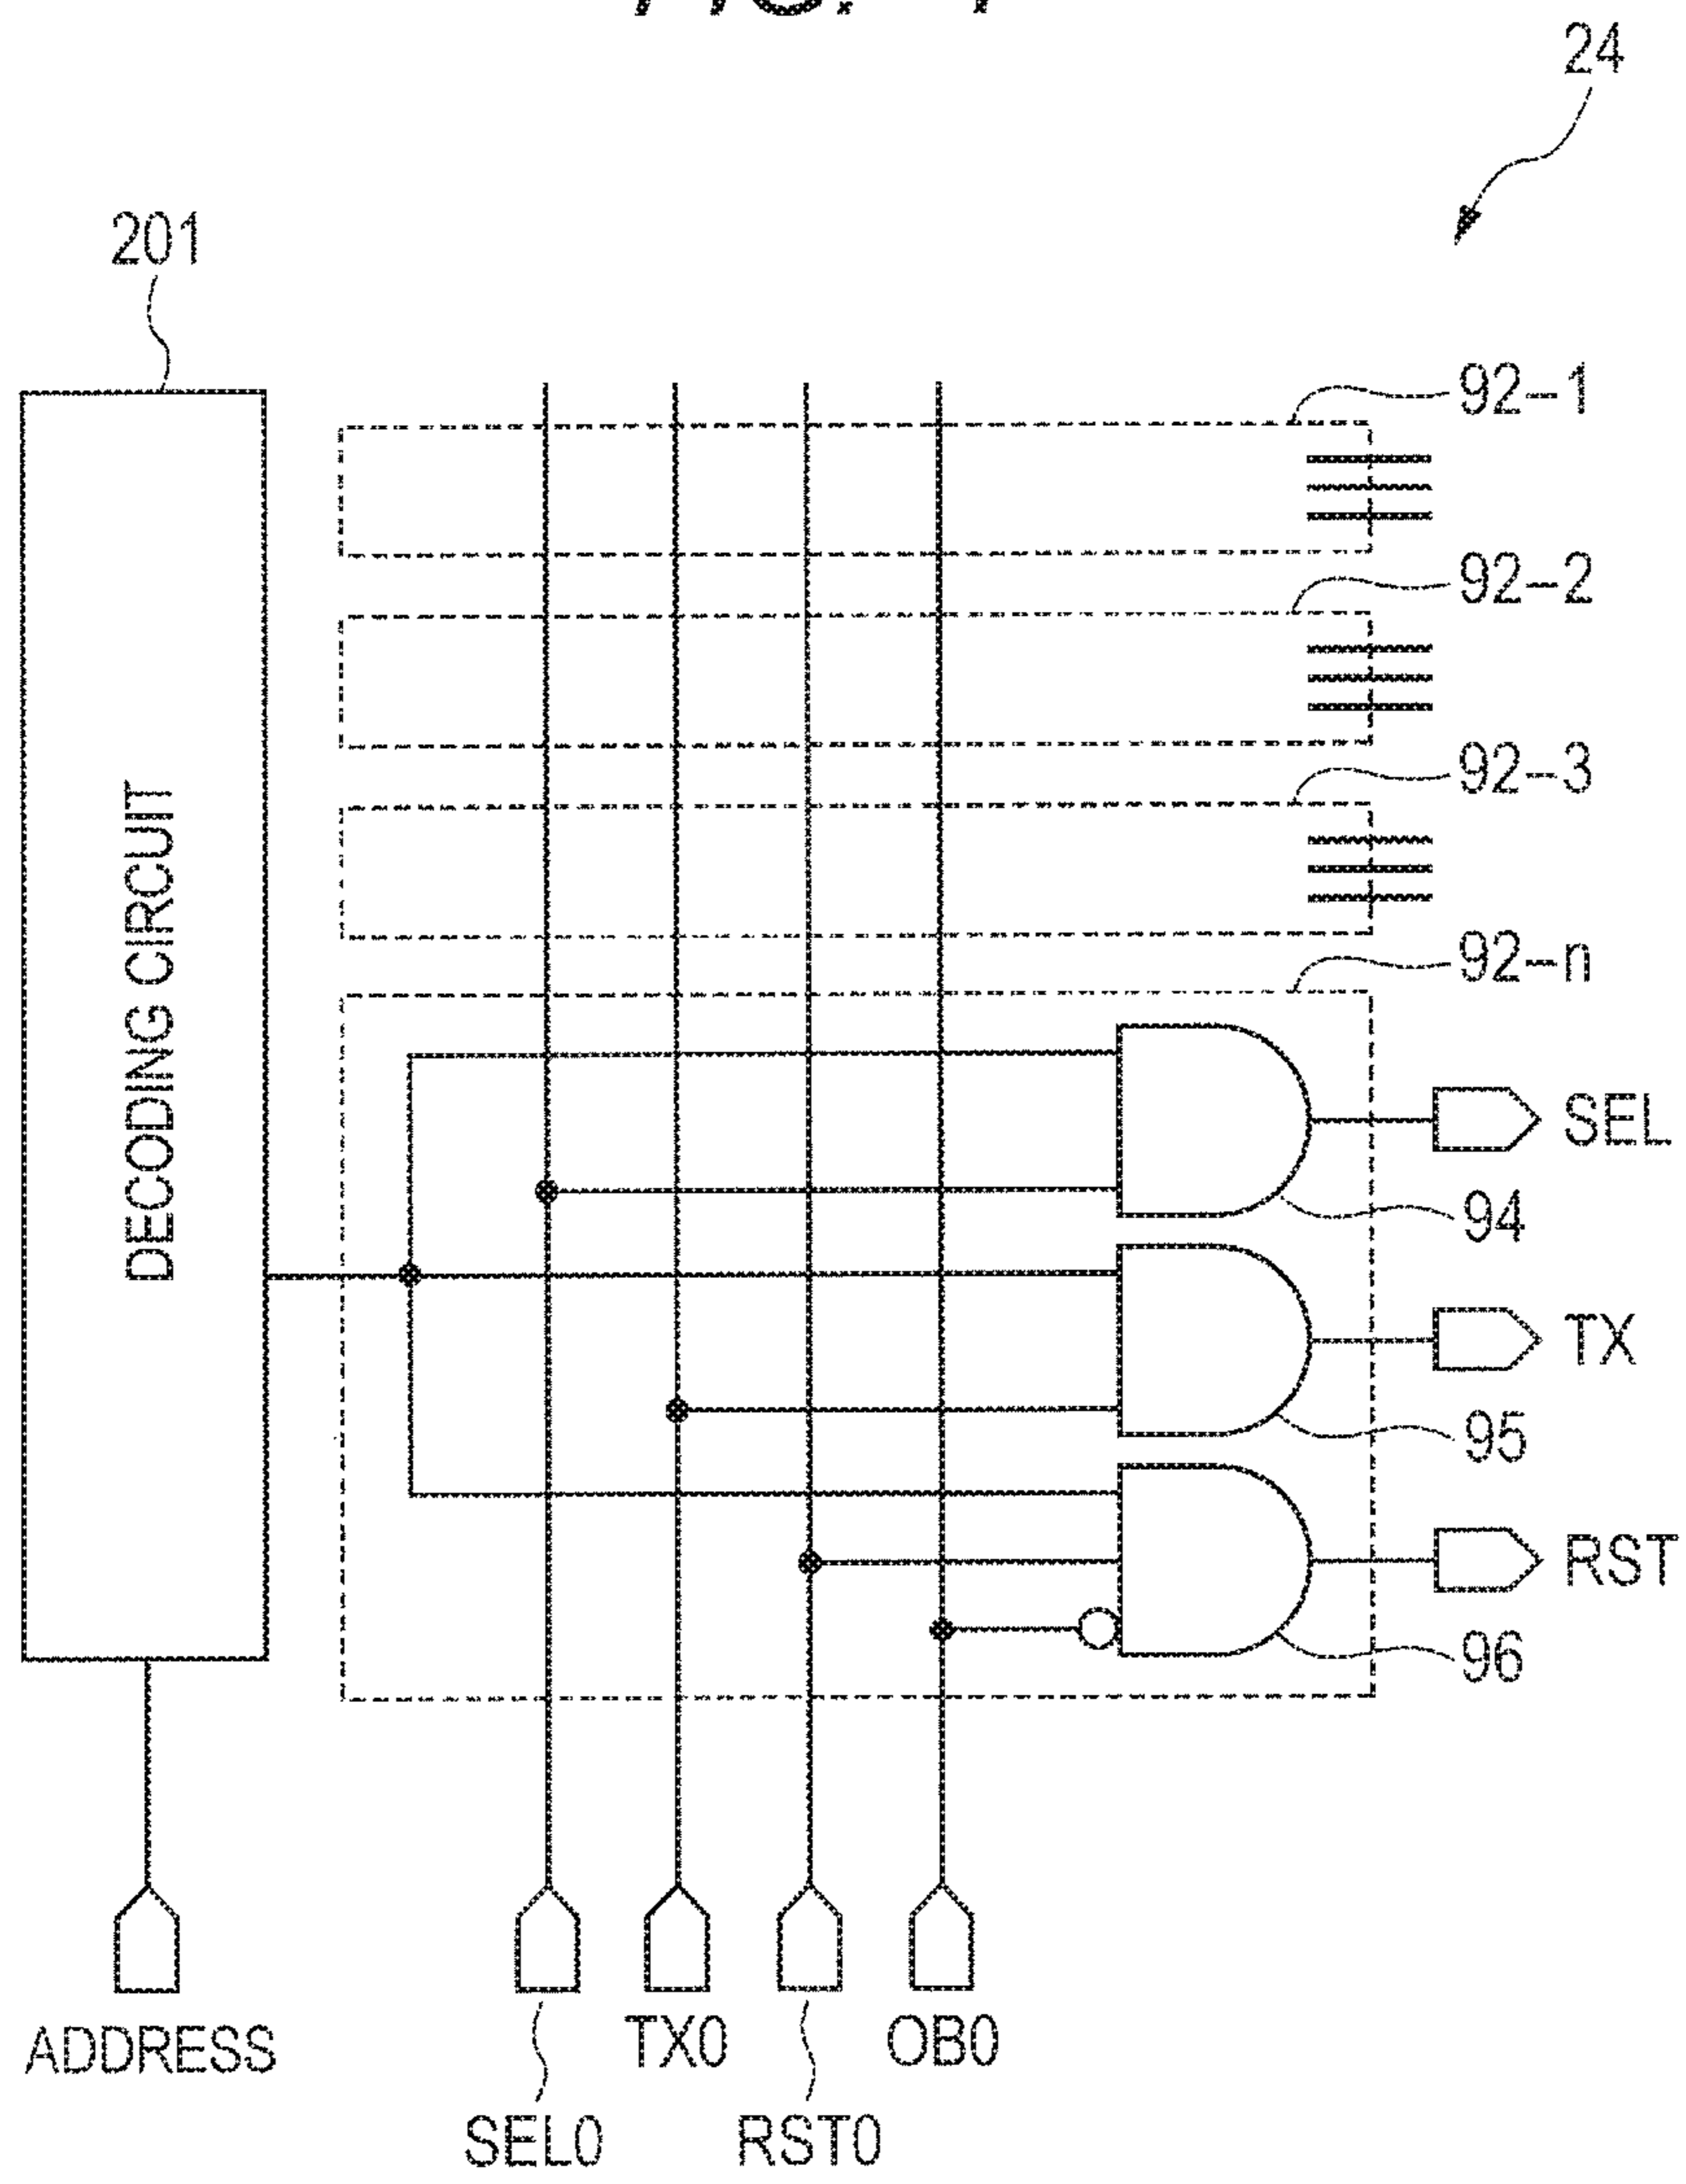 24
201
92-1
92-2
92-3
92-n
DECODING CIRCUIT
SEL
94
TX
95
RST
96
ADDRESS
SEL0
TX0
RST0
OB0